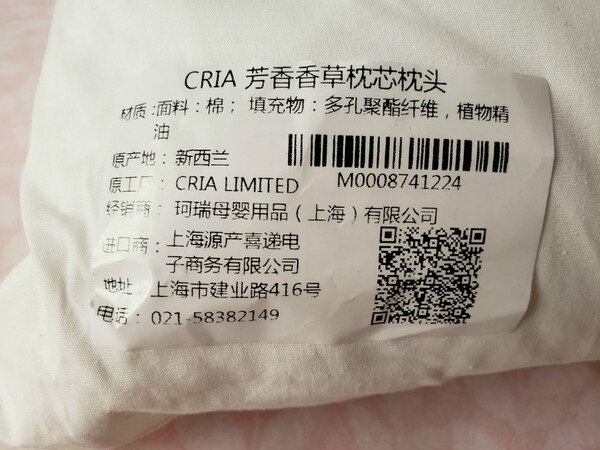 CRIA 芳香香草枕芯枕头
材质：面料：棉； 填充物：多孔聚酯纤维，植物精
油
原产地： 新西兰
原工厂： CRIA LIMITED
M0008741224
经销商： 珂瑞母婴用品（上海）有限公司
进口商： 上海源产喜递电
子商务有限公司
地址： 上海市建业路416号
电话： 021-58382149